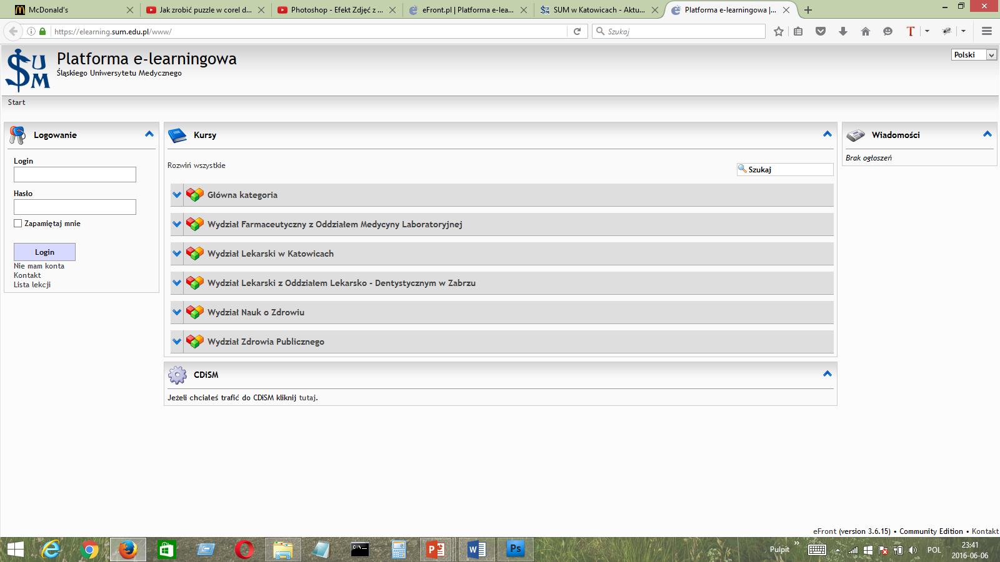 McDonald's
Jak zrobić puzzle w corel d...
Photoshop - Efekt Zdjęć z ...
eFront.pl | Platforma e-lea...
SUM w Katowicach - Aktu...
Platforma e-learningowa |...
https://elearning.sum.edu.pl/www/
Szukaj
T
SUM
Platforma e-learningowa
Śląskiego Uniwersytetu Medycznego
Polski
Start
Logowanie
Login
Hasło
Zapamiętaj mnie
Login
Nie mam konta
Kontakt
Lista lekcji
Kursy
Rozwiń wszystkie
Szukaj
Główna kategoria
Wydział Farmaceutyczny z Oddziałem Medycyny Laboratoryjnej
Wydział Lekarski w Katowicach
Wydział Lekarski z Oddziałem Lekarsko - Dentystycznym w Zabrzu
Wydział Nauk o Zdrowiu
Wydział Zdrowia Publicznego
CDiSM
Jeżeli chciałeś trafić do CDiSM kliknij tutaj.
Wiadomości
Brak ogłoszeń
eFront (version 3.6.15) • Community Edition • Kontakt
Pulpit
POL
23:41
2016-06-06